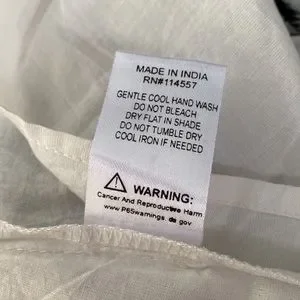 MADE IN INDIA
RN#114557
GENTLE COOL HAND WASH
DO NOT BLEACH
DRY FLAT IN SHADE
DO NOT TUMBLE DRY
COOL IRON IF NEEDED
WARNING:
Cancer And Reproductive Harm
www.P65warnings.ca.gov